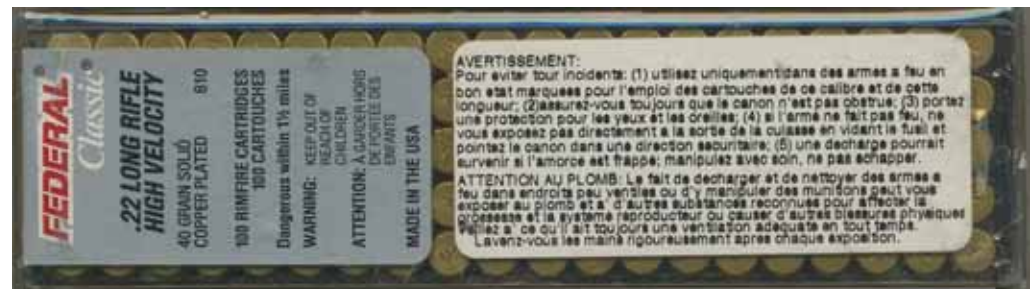 FEDERAL®
Classic®
.22 LONG RIFLE
HIGH VELOCITY
40 GRAIN SOLID
COPPER PLATED 810
100 RIMFIRE CARTRIDGES
100 CARTOUCHES
Dangerous within 1½ miles
WARNING: KEEP OUT OF
REACH OF
CHILDREN
ATTENTION: À GARDER HORS
DE PORTÉE DES
ENFANTS
MADE IN THE USA
AVERTISSEMENT:
Pour eviter tour incidents: (1) utilisez uniquement dans des armes a feu en
bon etat marquees pour l'emploi des cartouches de ce calibre et de cette
longueur; (2)assurez-vous toujours que le canon n'est pas obstrue; (3) portez
une protection pour les yeux et les oreilles; (4) si l'arme ne fait pas feu, ne
vous exposez pas directement a la sortie de la culasse en vidant le fusil et
pointez le canon dans une direction securitaire; (5) une decharge pourrait
survenir si l'amorce est frappe; manipulez avec soin, ne pas echapper.
ATTENTION AU PLOMB: Le fait de decharger et de nettoyer des armes a
feu dans endroits peu ventiles ou d'y manipuler des munitions peut vous
exposer au plomb et a' d'autres substances reconnues pour affecter la
grossesse et la systeme reproducteur ou causer d'autres blessures physiques
Veillez a' ce qu'il ait toujours une ventilation adequate en tout temps.
Lavenz-vous les mains rigoureusement apres chaque exposition.